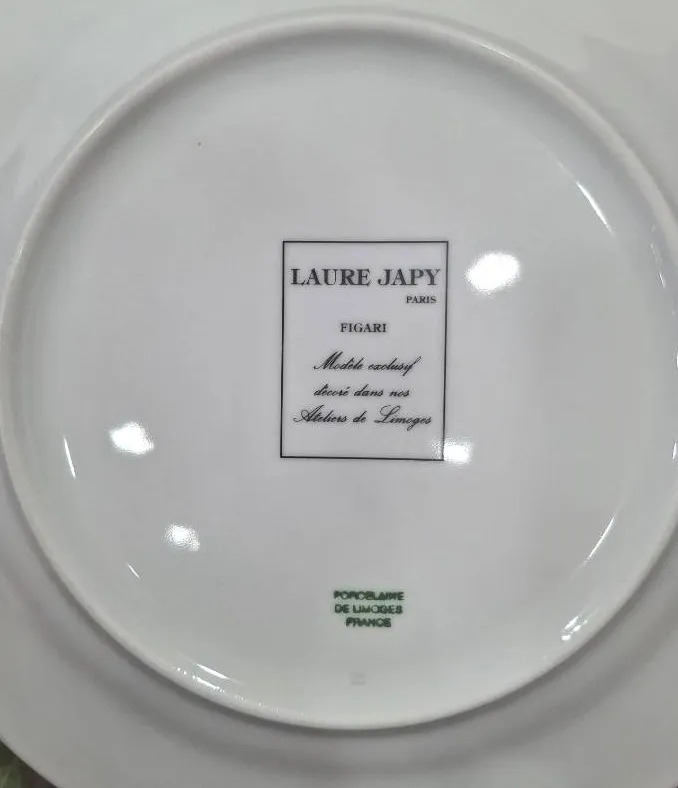 LAURE JAPY
PARIS
FIGARI
Modèle exclusif
décoré dans nos
Ateliers de Limoges
PORCELAINE
DE LIMOGES
FRANCE